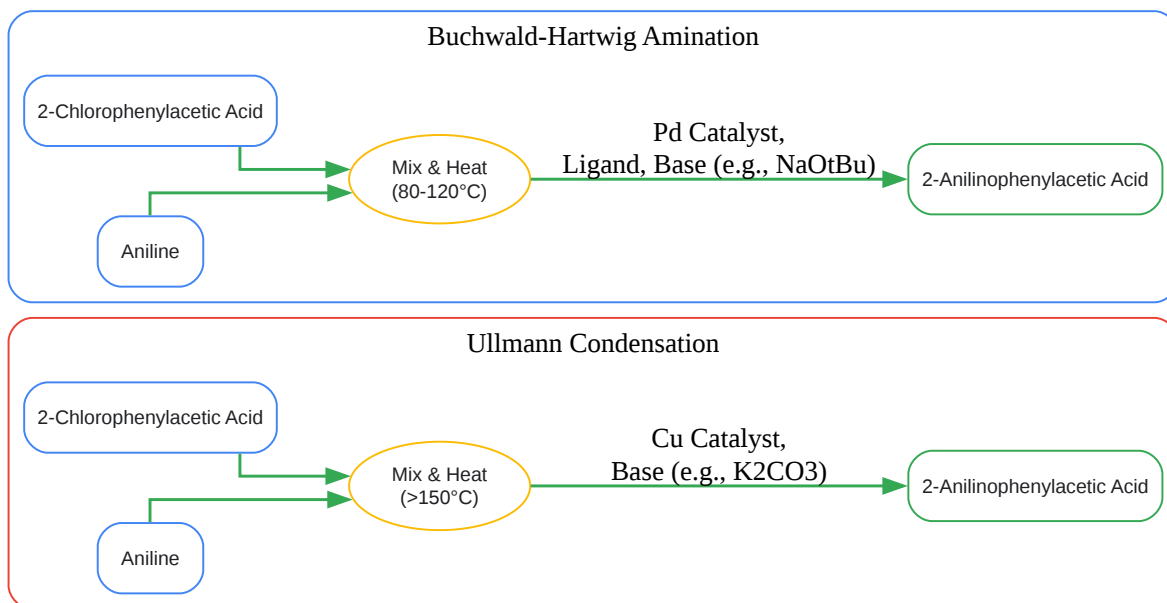 Buchwald-Hartwig Amination
2-Chlorophenylacetic Acid
Aniline
Mix & Heat
(80-120°C)
Pd Catalyst,
Ligand, Base (e.g., NaOtBu)
2-Anilinophenylacetic Acid
Ullmann Condensation
2-Chlorophenylacetic Acid
Aniline
Mix & Heat
(>150°C)
Cu Catalyst,
Base (e.g., K2CO3)
2-Anilinophenylacetic Acid